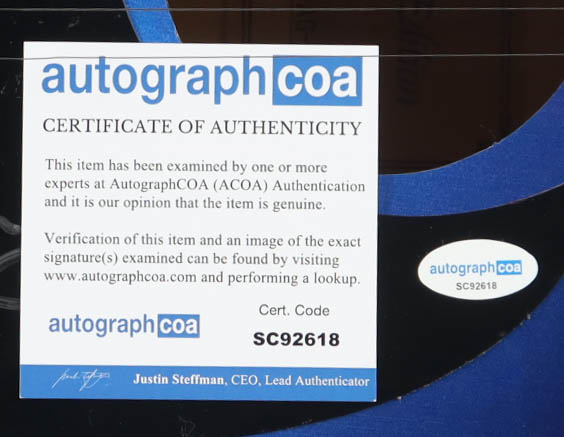 autographcoa
CERTIFICATE OF AUTHENTICITY
This item has been examined by one or more
experts at AutographCOA (ACOA) Authentication
and it is our opinion that the item is genuine.
Verification of this item and an image of the exact
signature(s) examined can be found by visiting
www.autographcoa.com and performing a lookup.
autographcoa
Cert. Code
SC92618
Justin Steffman, CEO, Lead Authenticator
autographcoa
SC92618